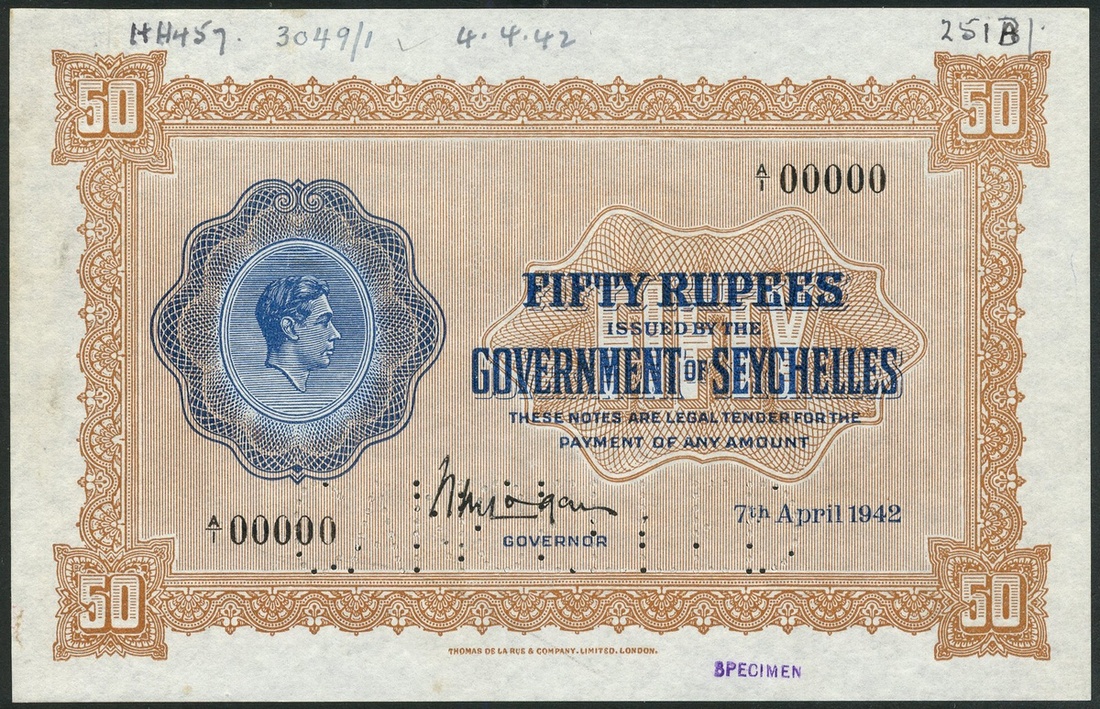 HH457. 3049/1 4.4.42 251B/.
50 50
A/1 00000
FIFTY RUPEES
FIFTY
ISSUED BY THE
GOVERNMENT OF SEYCHELLES
THESE NOTES ARE LEGAL TENDER FOR THE
PAYMENT OF ANY AMOUNT
7th April 1942
A/1 00000
GOVERNOR
50 50
THOMAS DE LA RUE & COMPANY, LIMITED, LONDON.
SPECIMEN